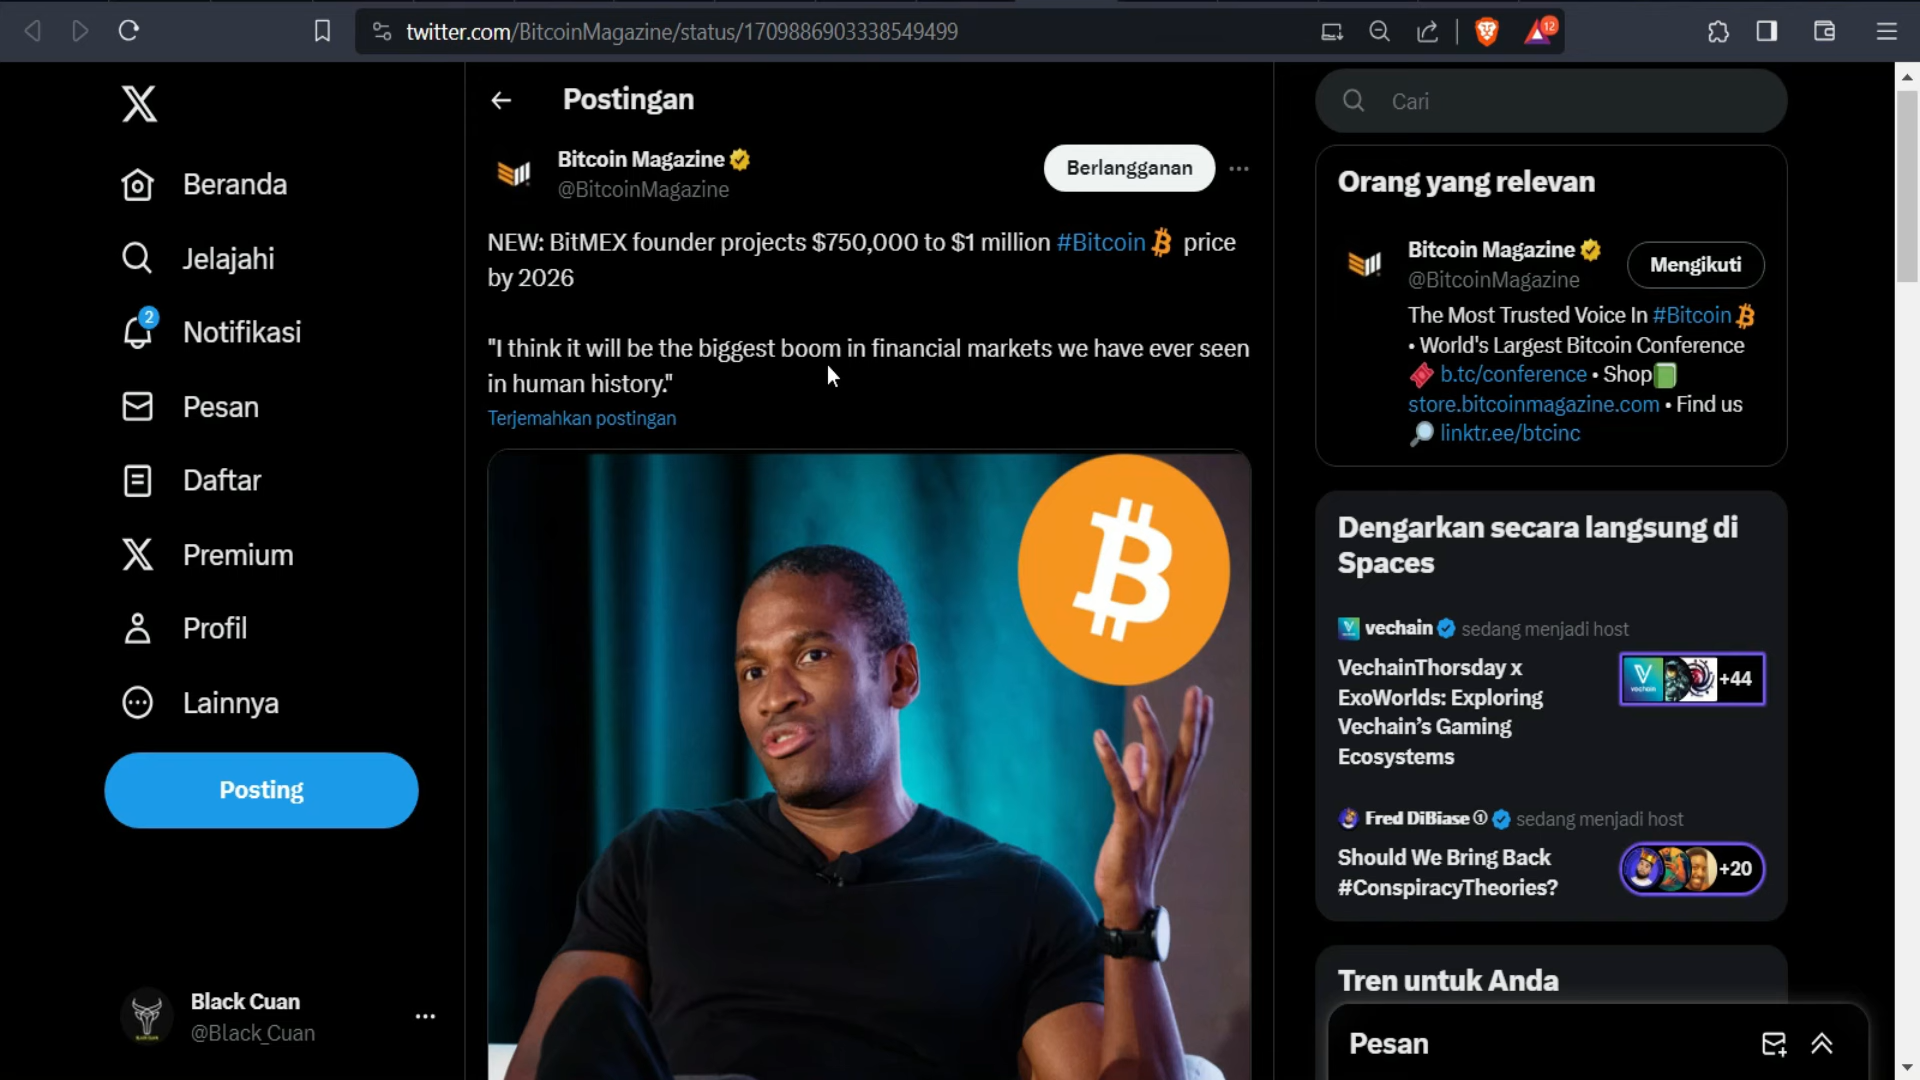 twitter.com/BitcoinMagazine/status/1709886903338549499
12
Beranda
Jelajahi
2
Notifikasi
Pesan
Daftar
Premium
Profil
Lainnya
Posting
Black Cuan
@Black_Cuan
Postingan
Bitcoin Magazine
@BitcoinMagazine
Berlangganan
NEW: BitMEX founder projects $750,000 to $1 million #Bitcoin price
by 2026
"I think it will be the biggest boom in financial markets we have ever seen
in human history."
Terjemahkan postingan
Cari
Orang yang relevan
Bitcoin Magazine
@BitcoinMagazine
Mengikuti
The Most Trusted Voice In #Bitcoin
• World's Largest Bitcoin Conference
b.tc/conference • Shop
store.bitcoinmagazine.com • Find us
linktr.ee/btcinc
Dengarkan secara langsung di
Spaces
vechain sedang menjadi host
VechainThorsday x
ExoWorlds: Exploring
Vechain's Gaming
Ecosystems
vechain
+44
Fred DiBiase sedang menjadi host
Should We Bring Back
#ConspiracyTheories?
+20
Tren untuk Anda
Pesan